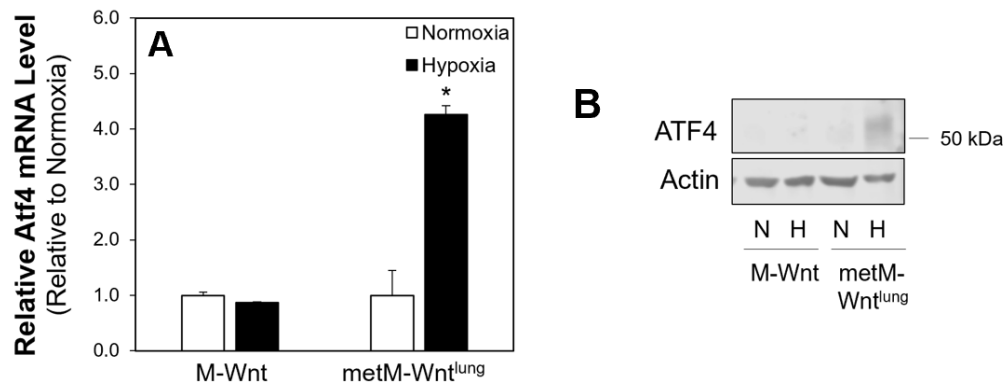 Relative Atf4 mRNA Level
(Relative to Normoxia)
6.0
5.0
4.0
3.0
2.0
1.0
0.0
A
Normoxia
Hypoxia
*
M-Wnt
metM-Wntˡᵘⁿᵍ
B
ATF4
50 kDa
Actin
N H N H
M-Wnt metM-
Wntˡᵘⁿᵍ